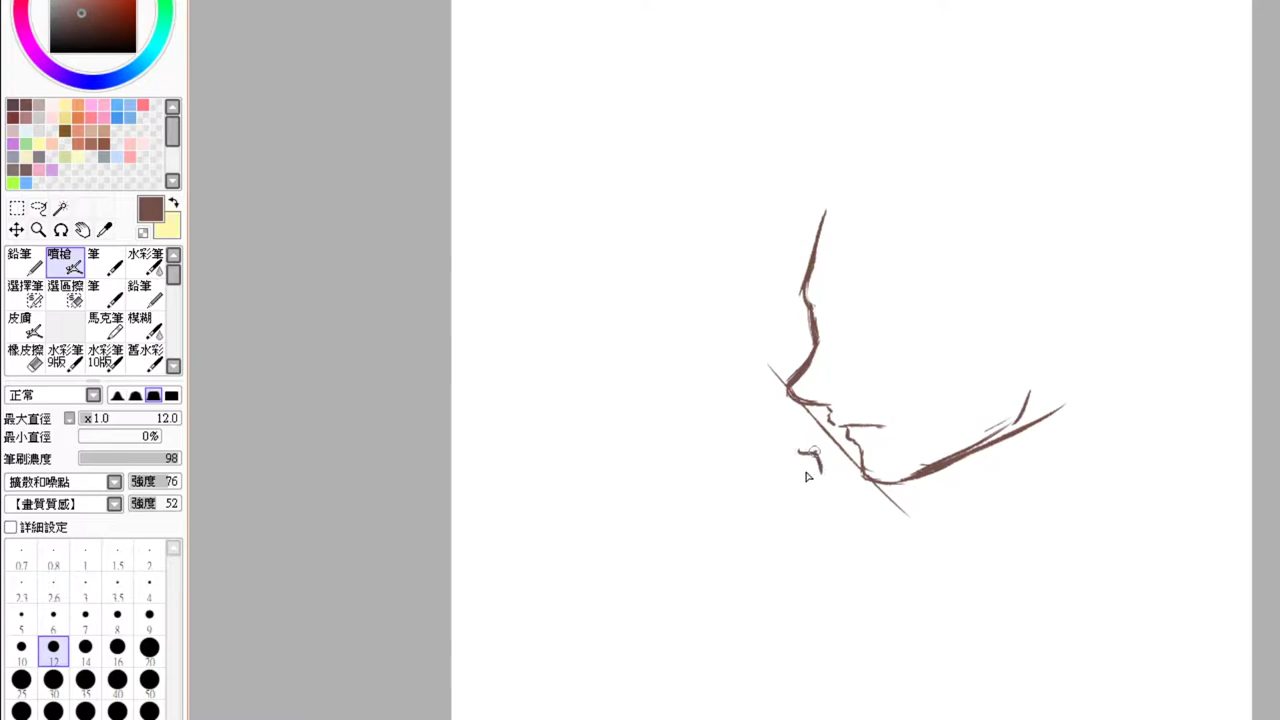 鉛筆 噴槍 筆 水彩筆
選擇筆 選區擦 筆 鉛筆
皮膚 馬克筆 模糊
橡皮擦 水彩筆 水彩筆 舊水彩
9版 10版
正常
最大直徑 x1.0 12.0
最小直徑 0%
筆刷濃度 98
擴散和噪點 強度 76
【畫質質感】 強度 52
詳細設定
0.7 0.8 1 1.5 2
2.3 2.6 3 3.5 4
5 6 7 8 9
10 12 14 16 20
25 30 35 40 50